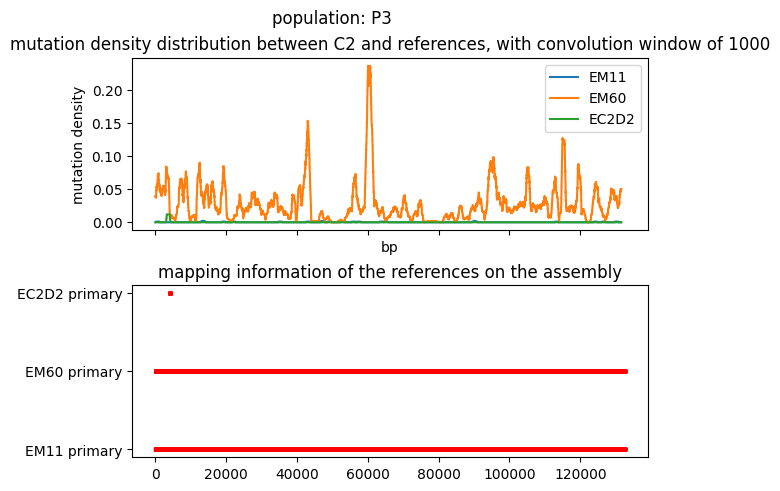 population: P3
mutation density distribution between C2 and references, with convolution window of 1000
mutation density
0.20
0.15
0.10
0.05
0.00
EM11
EM60
EC2D2
bp
mapping information of the references on the assembly
EC2D2 primary
EM60 primary
EM11 primary
0 20000 40000 60000 80000 100000 120000